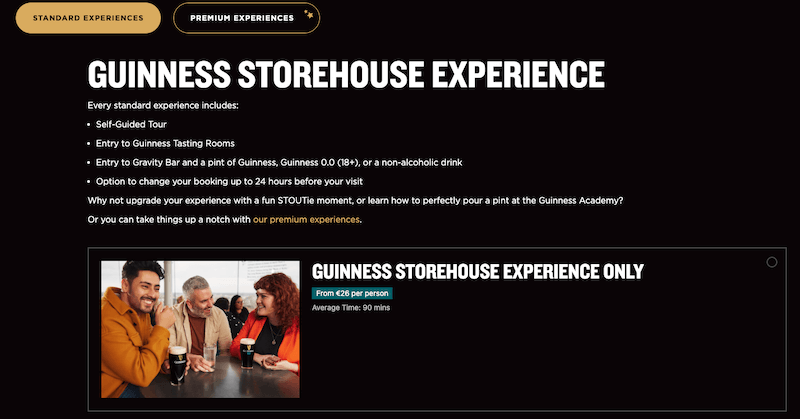 STANDARD EXPERIENCES
PREMIUM EXPERIENCES
GUINNESS STOREHOUSE EXPERIENCE
Every standard experience includes:
• Self-Guided Tour
• Entry to Guinness Tasting Rooms
• Entry to Gravity Bar and a pint of Guinness, Guinness 0.0 (18+), or a non-alcoholic drink
• Option to change your booking up to 24 hours before your visit
Why not upgrade your experience with a fun STOUTie moment, or learn how to perfectly pour a pint at the Guinness Academy?
Or you can take things up a notch with our premium experiences.
GUINNESS STOREHOUSE EXPERIENCE ONLY
From €26 per person
Average Time: 90 mins